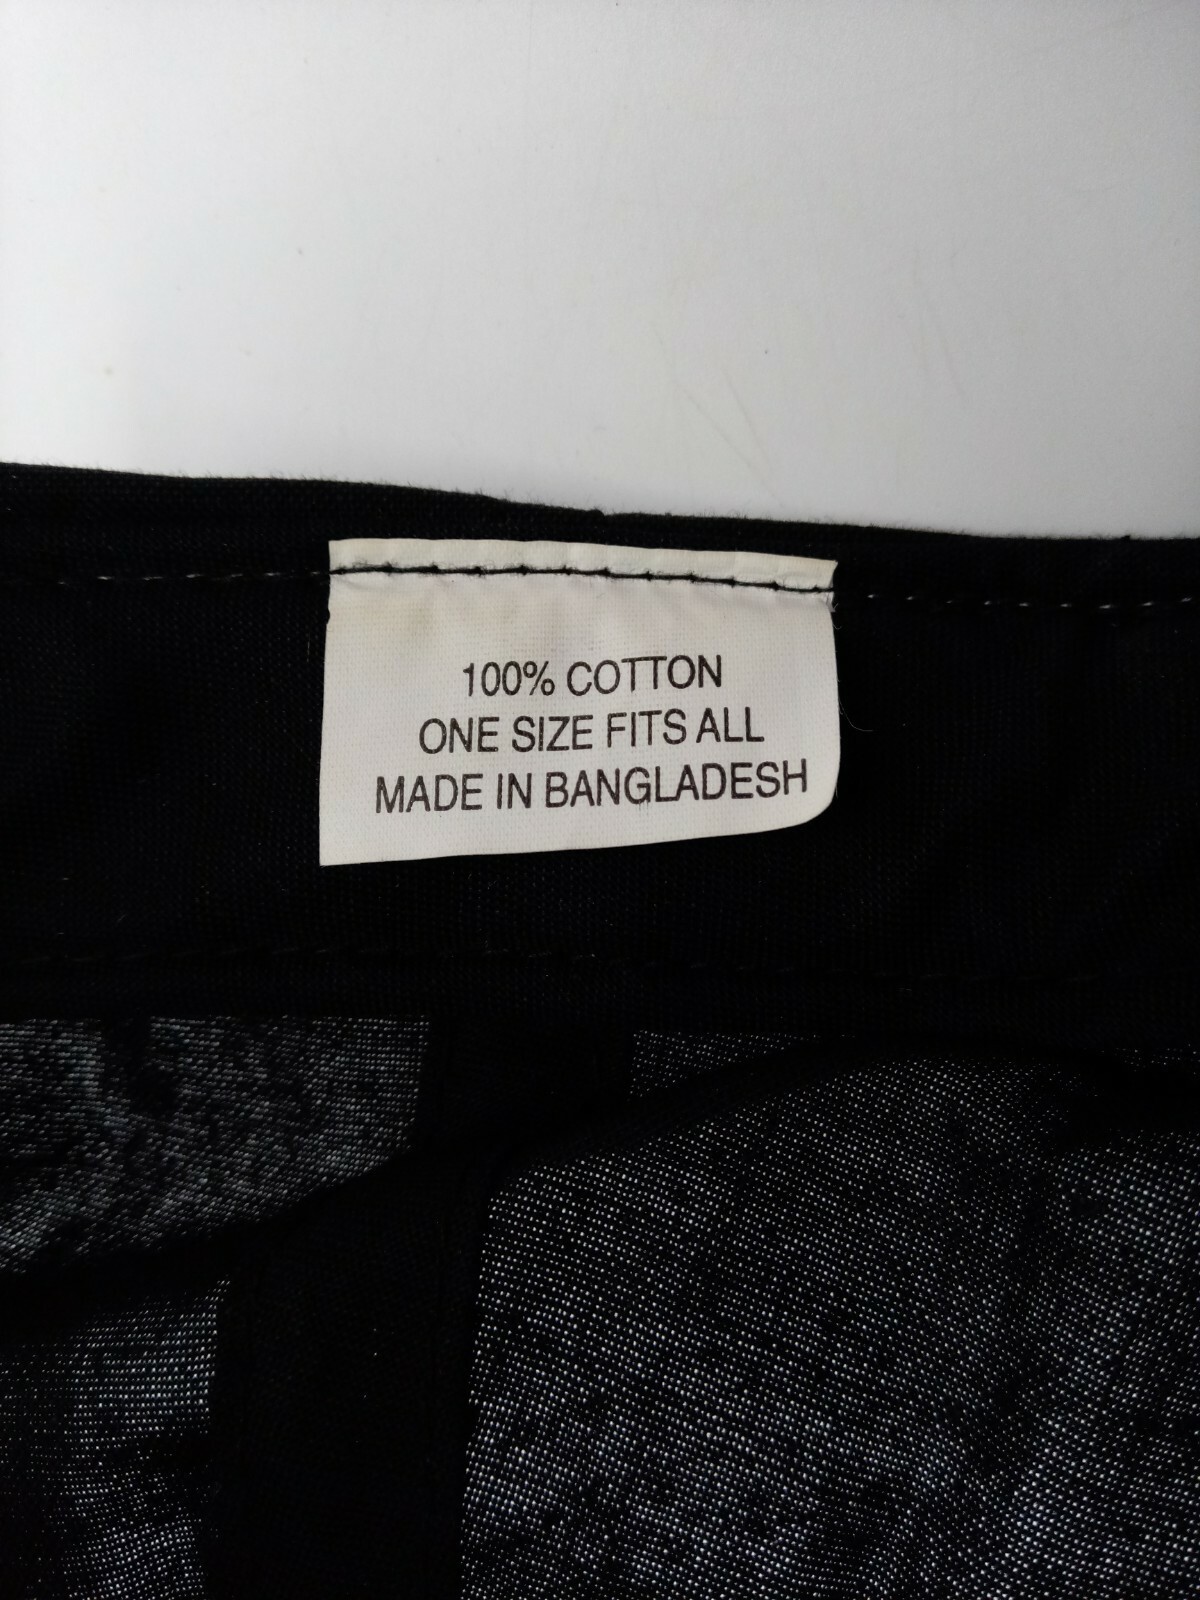 100% COTTON
ONE SIZE FITS ALL
MADE IN BANGLADESH